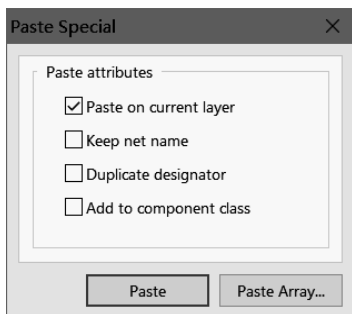 Paste Special
Paste attributes
Paste on current layer
Keep net name
Duplicate designator
Add to component class
Paste
Paste Array...